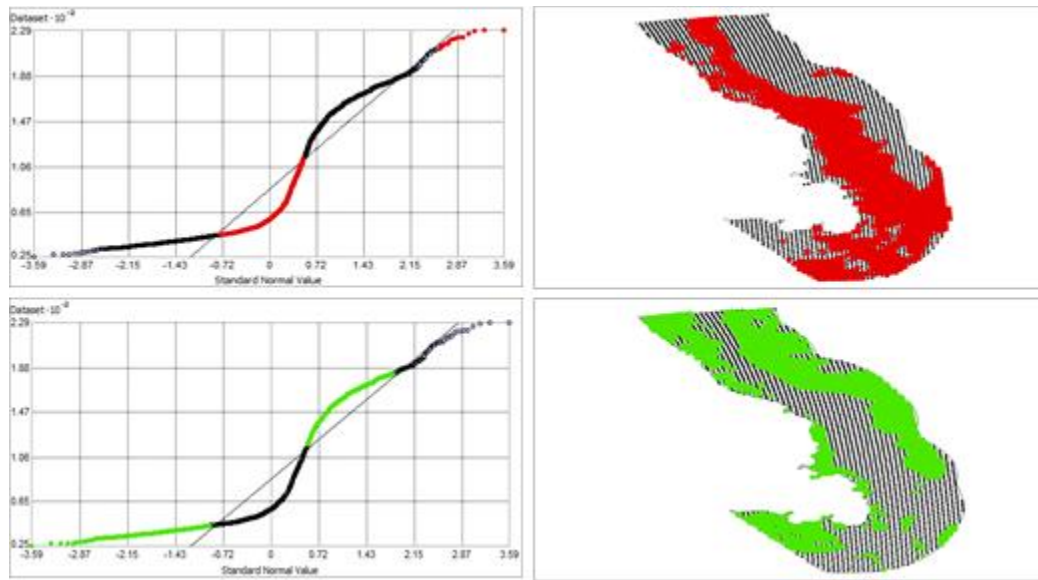 Dataset · 10⁻³
2.29
1.88
1.47
1.06
0.65
0.25
-3.59 -2.87 -2.15 -1.43 -0.72 0 0.72 1.43 2.15 2.87 3.59
Standard Normal Value
Dataset · 10⁻³
2.29
1.88
1.47
1.06
0.65
0.25
-3.59 -2.87 -2.15 -1.43 -0.72 0 0.72 1.43 2.15 2.87 3.59
Standard Normal Value